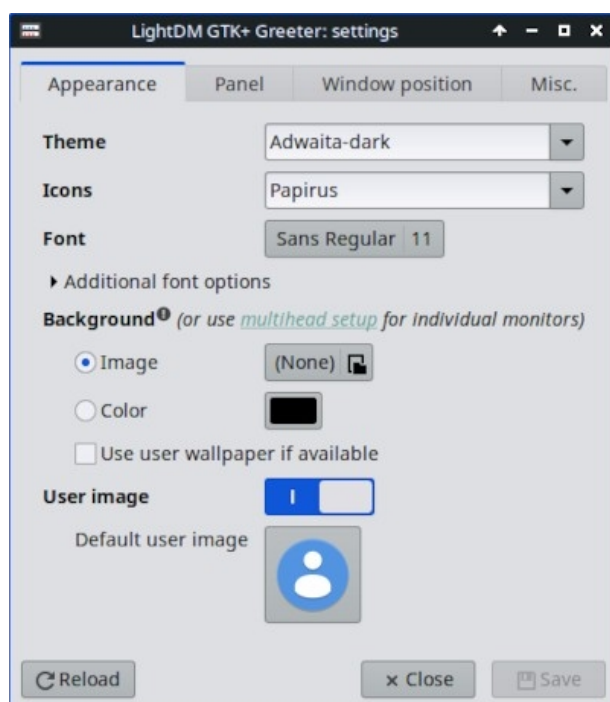 LightDM GTK+ Greeter: settings
Appearance Panel Window position Misc.
Theme Adwaita-dark
Icons Papirus
Font Sans Regular 11
Additional font options
Background (or use multihead setup for individual monitors)
Image (None)
Color
Use user wallpaper if available
User image
Default user image
Reload Close Save